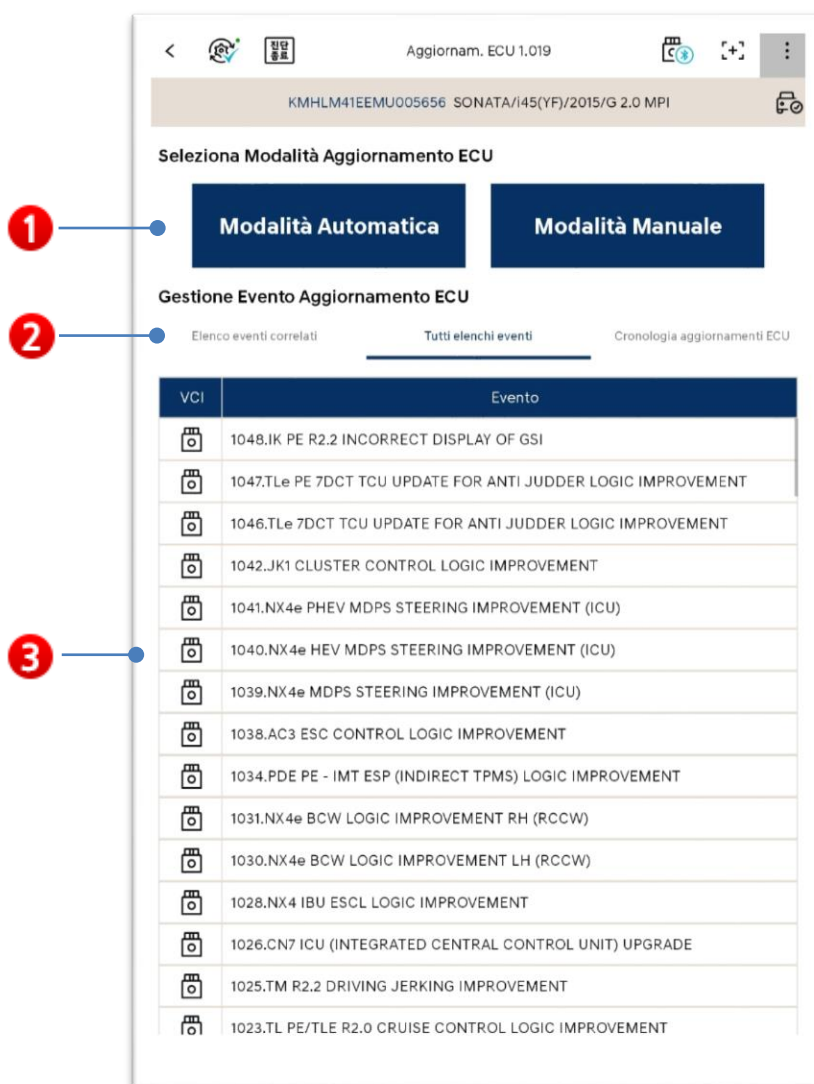 진단
종료
Aggiornam. ECU 1.019
KMHLM41EEMU005656 SONATA/i45(YF)/2015/G 2.0 MPI
Seleziona Modalità Aggiornamento ECU
1
Modalità Automatica Modalità Manuale
Gestione Evento Aggiornamento ECU
2
Elenco eventi correlati Tutti elenchi eventi Cronologia aggiornamenti ECU
VCI Evento
1048.IK PE R2.2 INCORRECT DISPLAY OF GSI
1047.TLe PE 7DCT TCU UPDATE FOR ANTI JUDDER LOGIC IMPROVEMENT
1046.TLe 7DCT TCU UPDATE FOR ANTI JUDDER LOGIC IMPROVEMENT
1042.JK1 CLUSTER CONTROL LOGIC IMPROVEMENT
1041.NX4e PHEV MDPS STEERING IMPROVEMENT (ICU)
3
1040.NX4e HEV MDPS STEERING IMPROVEMENT (ICU)
1039.NX4e MDPS STEERING IMPROVEMENT (ICU)
1038.AC3 ESC CONTROL LOGIC IMPROVEMENT
1034.PDE PE - IMT ESP (INDIRECT TPMS) LOGIC IMPROVEMENT
1031.NX4e BCW LOGIC IMPROVEMENT RH (RCCW)
1030.NX4e BCW LOGIC IMPROVEMENT LH (RCCW)
1028.NX4 IBU ESCL LOGIC IMPROVEMENT
1026.CN7 ICU (INTEGRATED CENTRAL CONTROL UNIT) UPGRADE
1025.TM R2.2 DRIVING JERKING IMPROVEMENT
1023.TL PE/TLE R2.0 CRUISE CONTROL LOGIC IMPROVEMENT